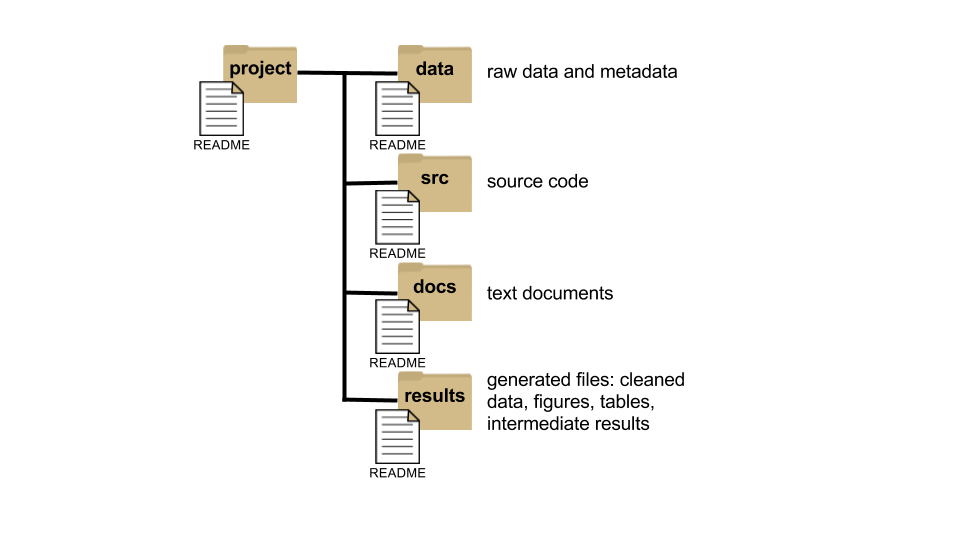 project
README
data
raw data and metadata
README
src
source code
README
docs
text documents
README
results
generated files: cleaned
data, figures, tables,
intermediate results
README